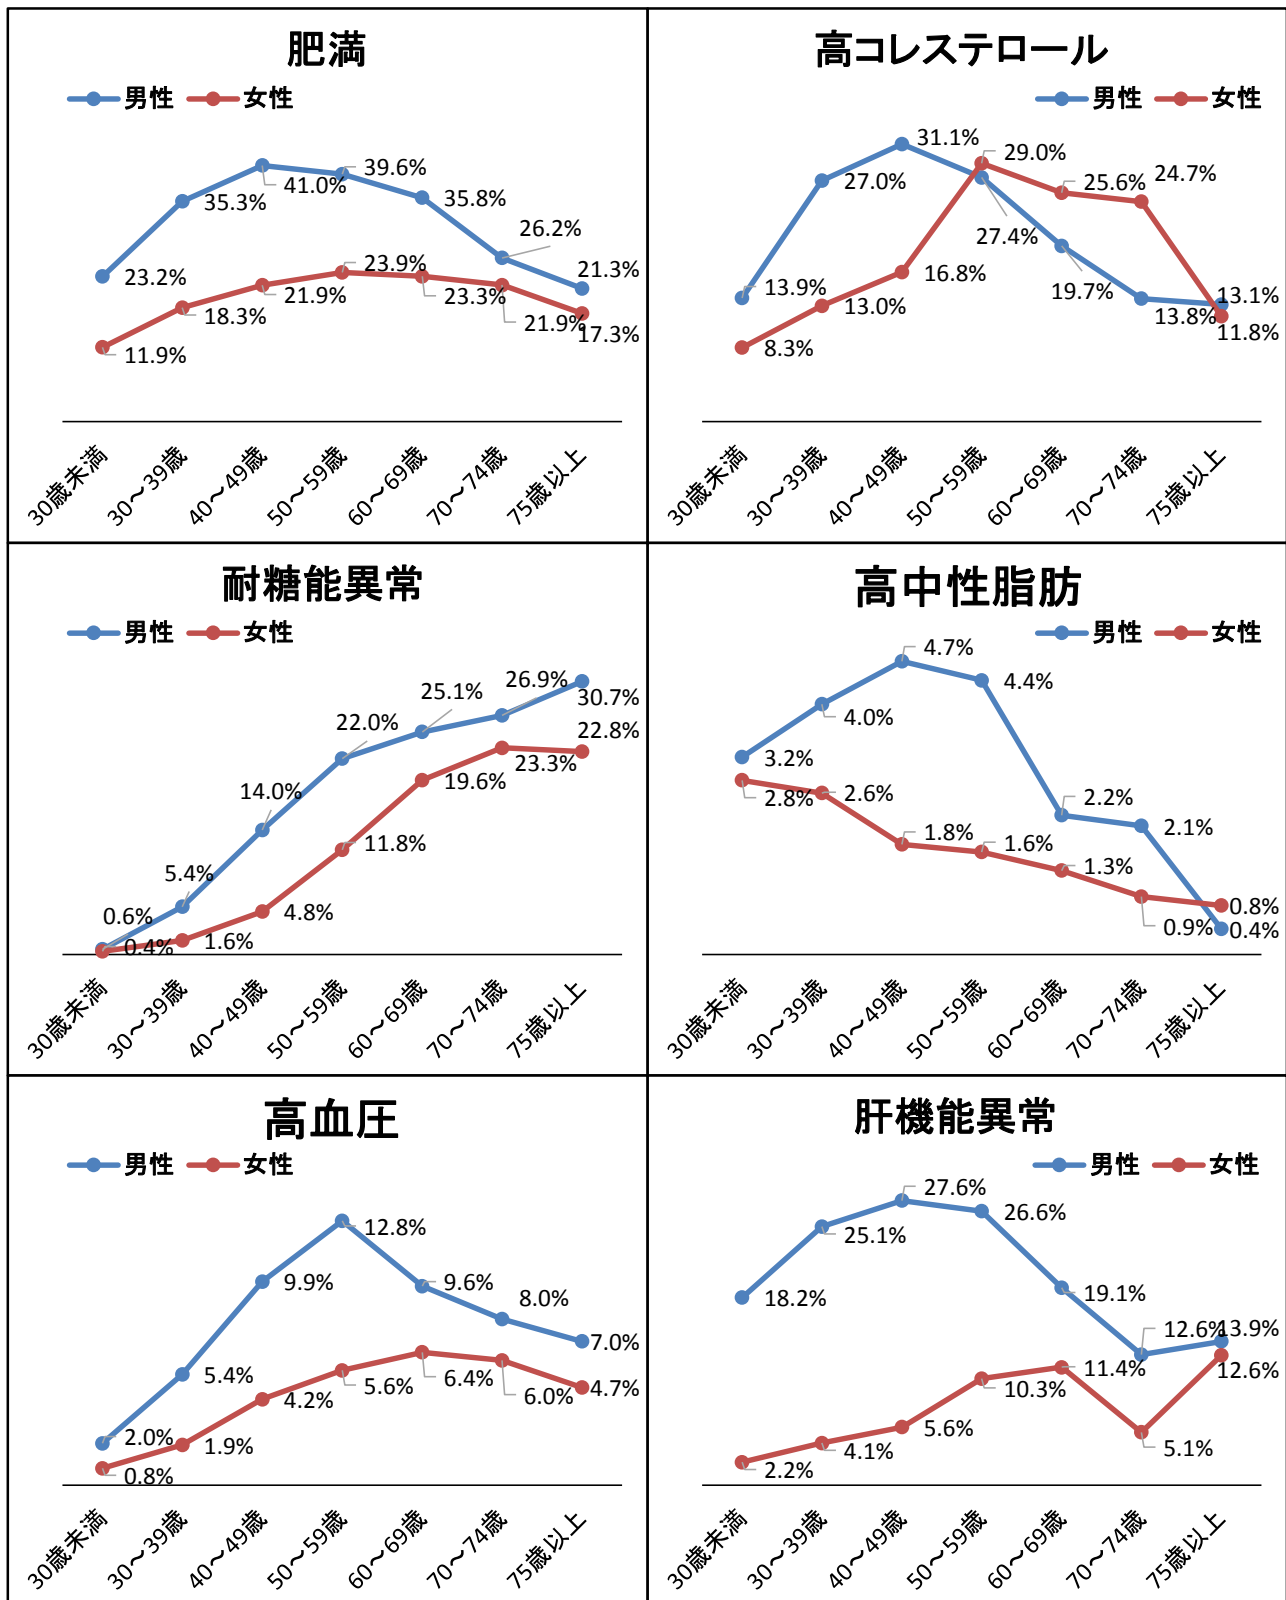 肥満
男性 女性
39.6%
41.0%
35.3%
35.8%
26.2%
23.2%
21.3%
23.9%
21.9%
23.3%
18.3%
21.9%
17.3%
11.9%
30歳未満
30～39歳
40～49歳
50～59歳
60～69歳
70～74歳
75歳以上
高コレステロール
男性 女性
31.1%
29.0%
27.0%
25.6%
24.7%
27.4%
16.8%
19.7%
13.9%
13.0%
13.8%
13.1%
11.8%
8.3%
30歳未満
30～39歳
40～49歳
50～59歳
60～69歳
70～74歳
75歳以上
耐糖能異常
男性 女性
26.9%
30.7%
25.1%
22.0%
22.8%
23.3%
19.6%
14.0%
11.8%
5.4%
0.6%
4.8%
0.4%
1.6%
30歳未満
30～39歳
40～49歳
50～59歳
60～69歳
70～74歳
75歳以上
高中性脂肪
男性 女性
4.7%
4.4%
4.0%
3.2%
2.8%
2.6%
2.2%
2.1%
1.8%
1.6%
1.3%
0.8%
0.9%
0.4%
30歳未満
30～39歳
40～49歳
50～59歳
60～69歳
70～74歳
75歳以上
高血圧
男性 女性
12.8%
9.9%
9.6%
8.0%
7.0%
5.4%
5.6%
6.4%
6.0%
4.7%
4.2%
2.0%
1.9%
0.8%
30歳未満
30～39歳
40～49歳
50～59歳
60～69歳
70～74歳
75歳以上
肝機能異常
男性 女性
27.6%
26.6%
25.1%
18.2%
19.1%
12.6%
13.9%
11.4%
12.6%
10.3%
5.6%
5.1%
4.1%
2.2%
30歳未満
30～39歳
40～49歳
50～59歳
60～69歳
70～74歳
75歳以上